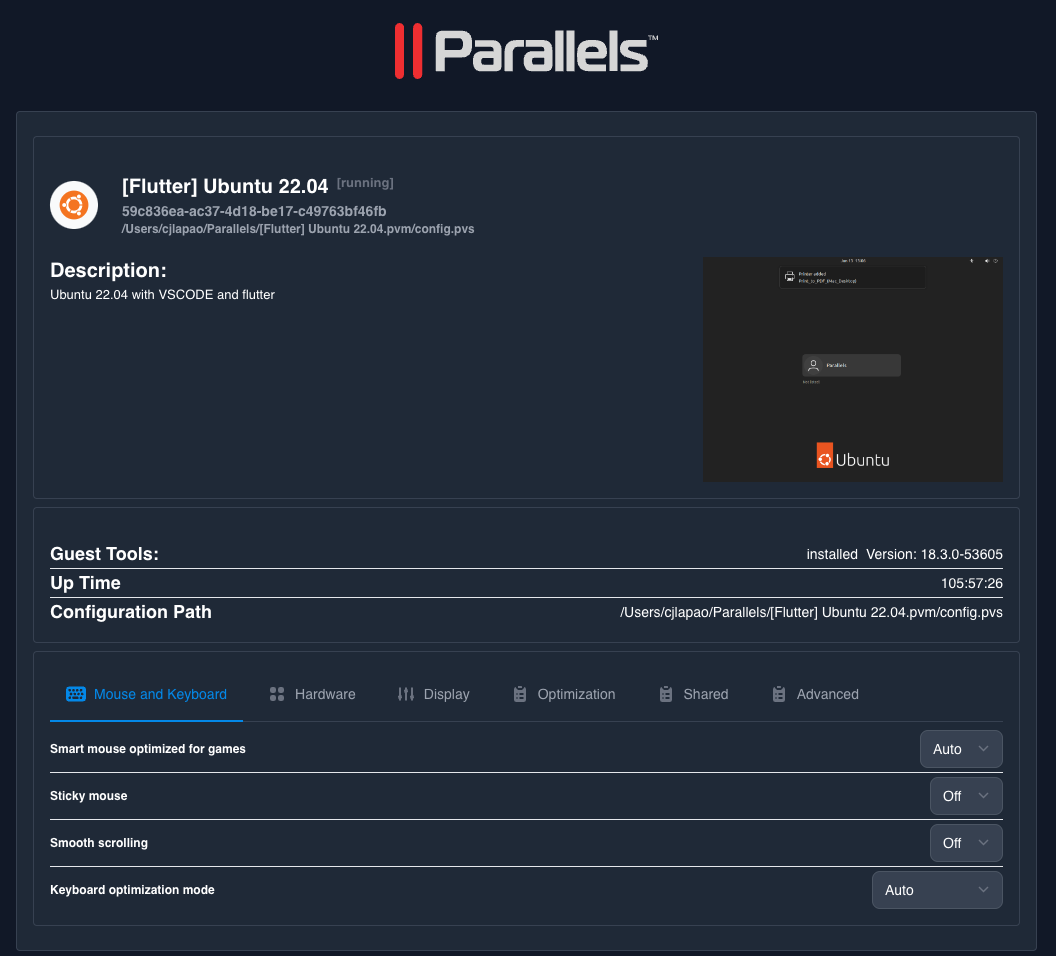 Parallels™
[Flutter] Ubuntu 22.04 [running]
59c836ea-ac37-4d18-be17-c49763bf46fb
/Users/cjlapao/Parallels/[Flutter] Ubuntu 22.04.pvm/config.pvs
Description:
Ubuntu 22.04 with VSCODE and flutter
Printer added
Parallels
Ubuntu
Guest Tools: installed Version: 18.3.0-53605
Up Time 105:57:26
Configuration Path /Users/cjlapao/Parallels/[Flutter] Ubuntu 22.04.pvm/config.pvs
Mouse and Keyboard Hardware Display Optimization Shared Advanced
Smart mouse optimized for games Auto
Sticky mouse Off
Smooth scrolling Off
Keyboard optimization mode Auto